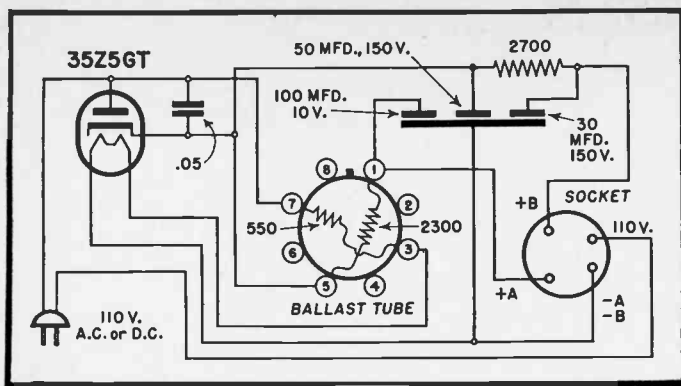 35Z5GT
50 MFD., 150 V.
2700
100 MFD.
10 V.
30
MFD.
150V.
.05
8
1
7
2
550
2300
6
3
5
4
BALLAST TUBE
+B
SOCKET
110 V.
+A
-A
-B
110 V.
A.C. or D.C.